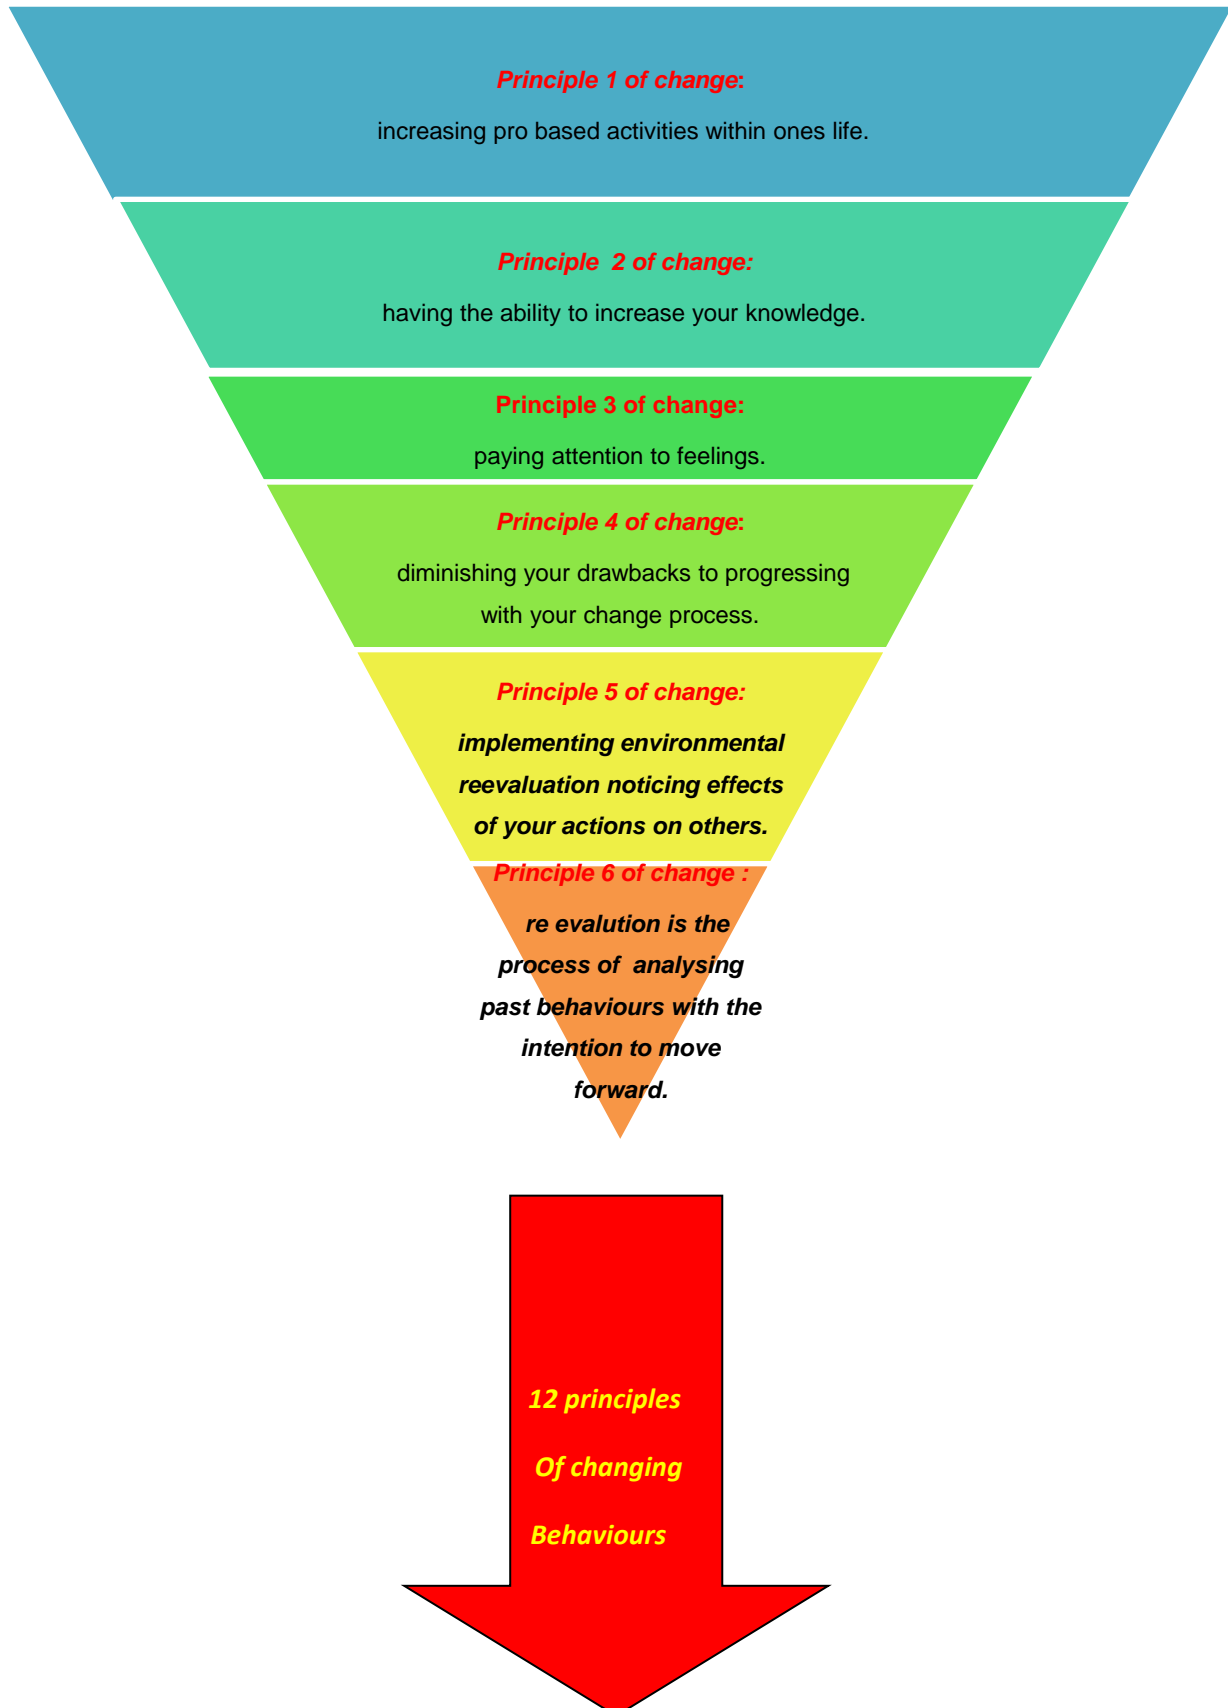 Principle 1 of change:
increasing pro based activities within ones life.
Principle  2 of change:
having the ability to increase your knowledge.
Principle 3 of change:
paying attention to feelings.
Principle 4 of change:
diminishing your drawbacks to progressing
with your change process.
Principle 5 of change:
implementing environmental
reevaluation noticing effects
of your actions on others.
Principle 6 of change :
re evalution is the
process of  analysing
past behaviours with the
intention to move
forward.
12 principles
Of changing
Behaviours